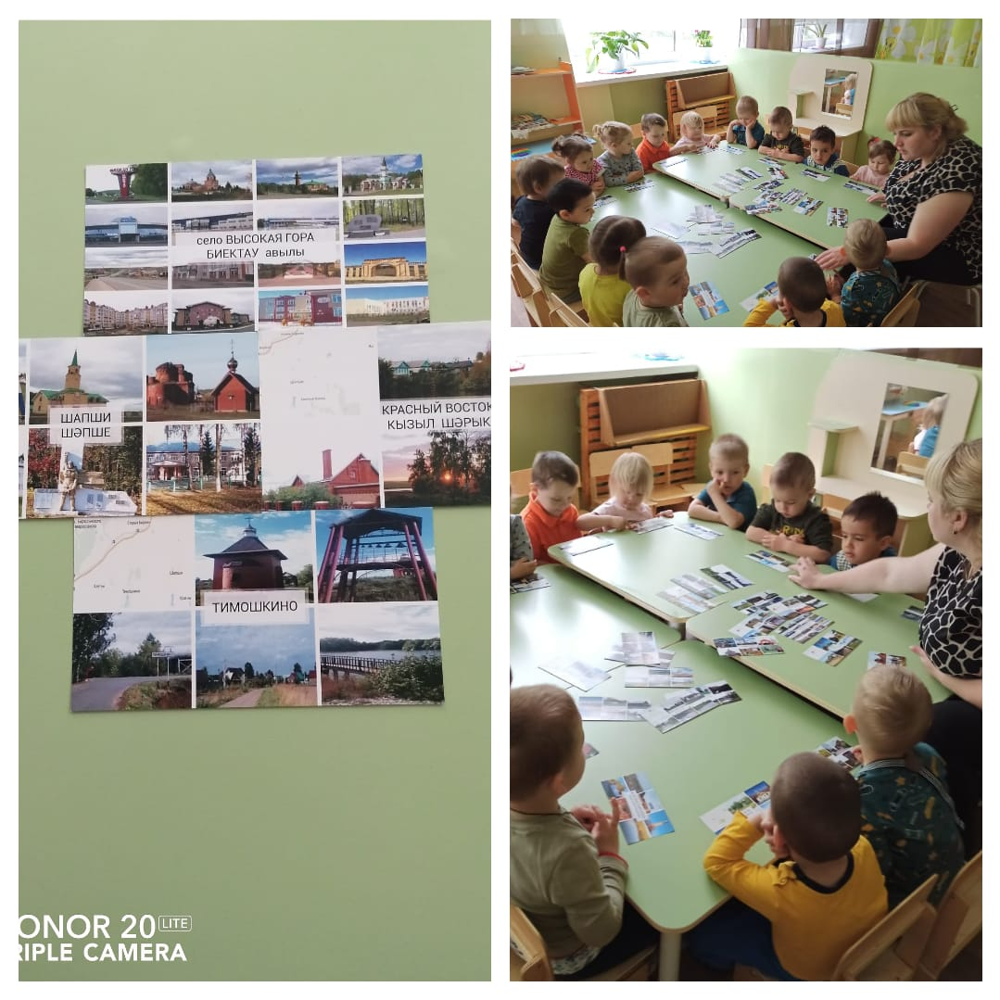 село ВЫСОКАЯ ГОРА
БИЕКТАУ авылы
ШАПШИ
ШӘПШЕ
КРАСНЫЙ ВОСТОК
КЫЗЫЛ ШӘРЫК
ТИМОШКИНО
ONOR 20 LITE
RIPLE CAMERA